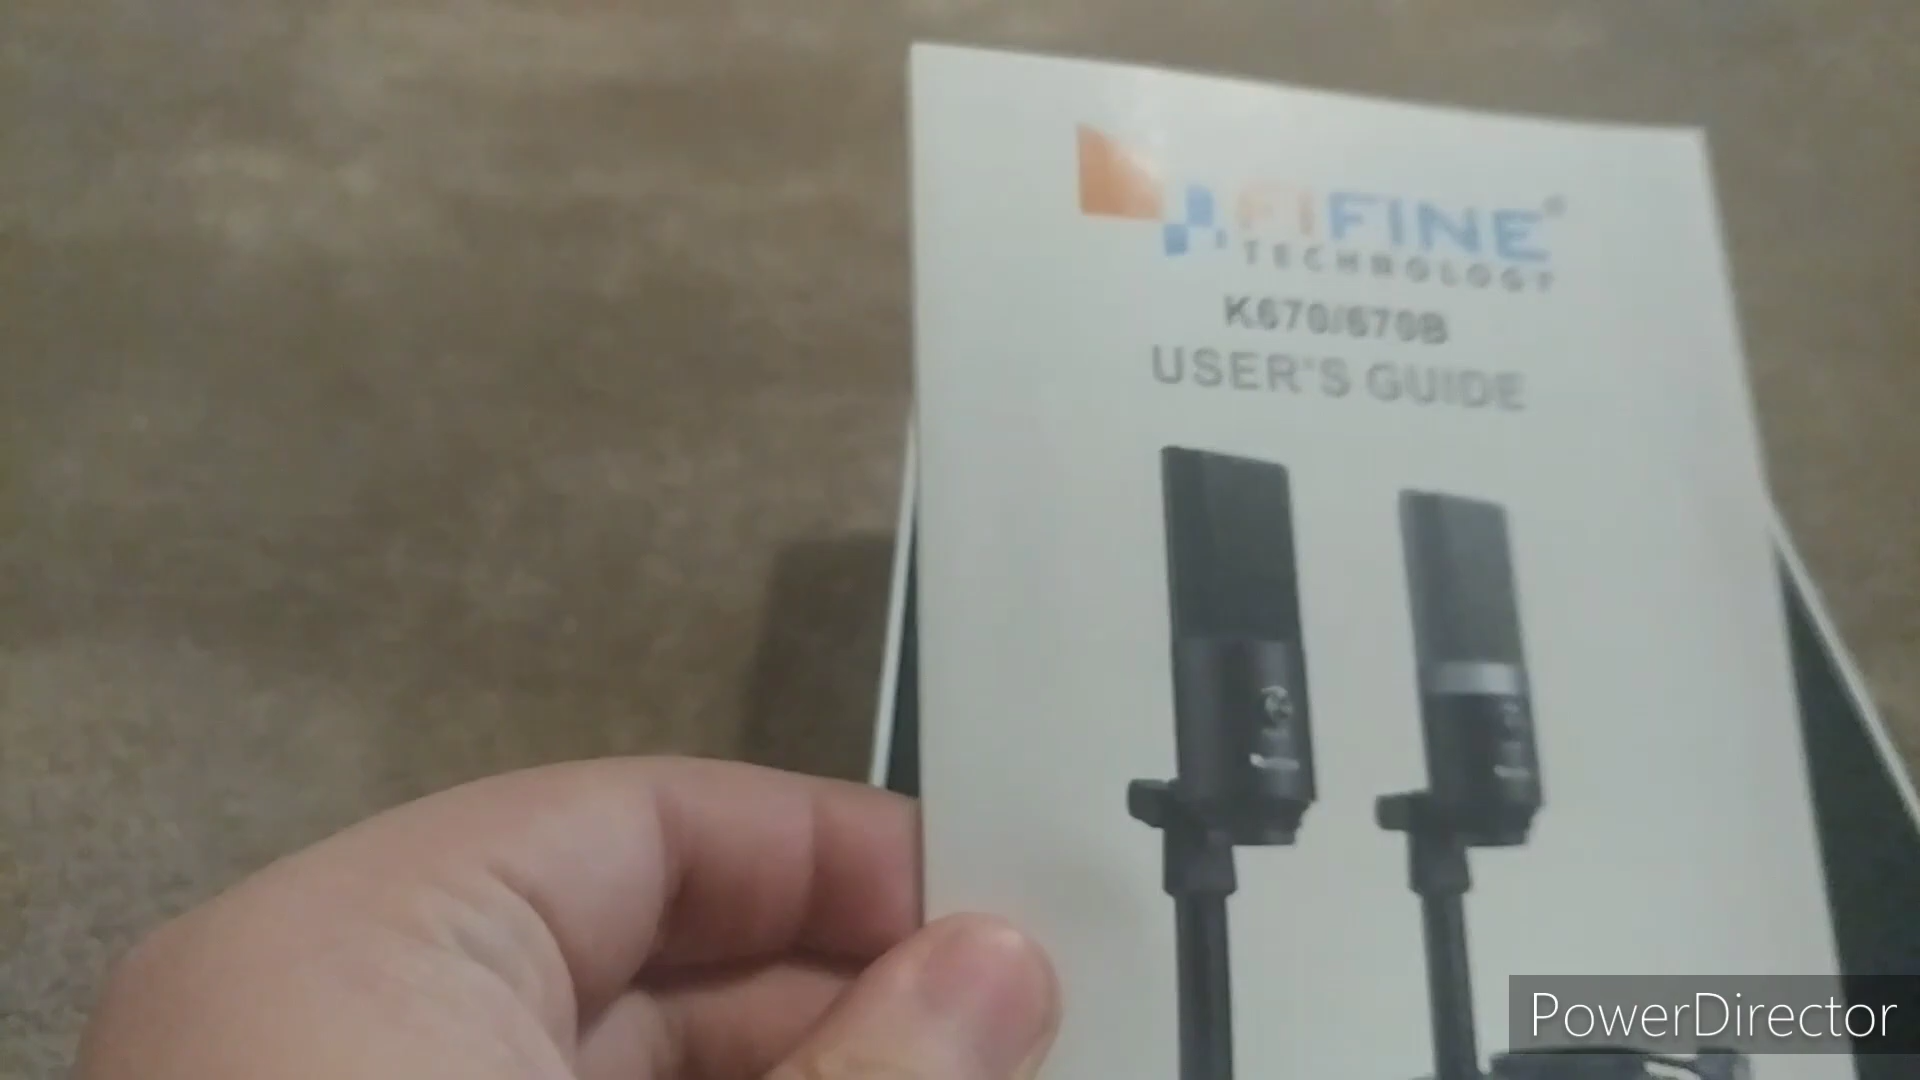 FIFINE®
TECHNOLOGY
K670/670B
USER'S GUIDE
PowerDirector